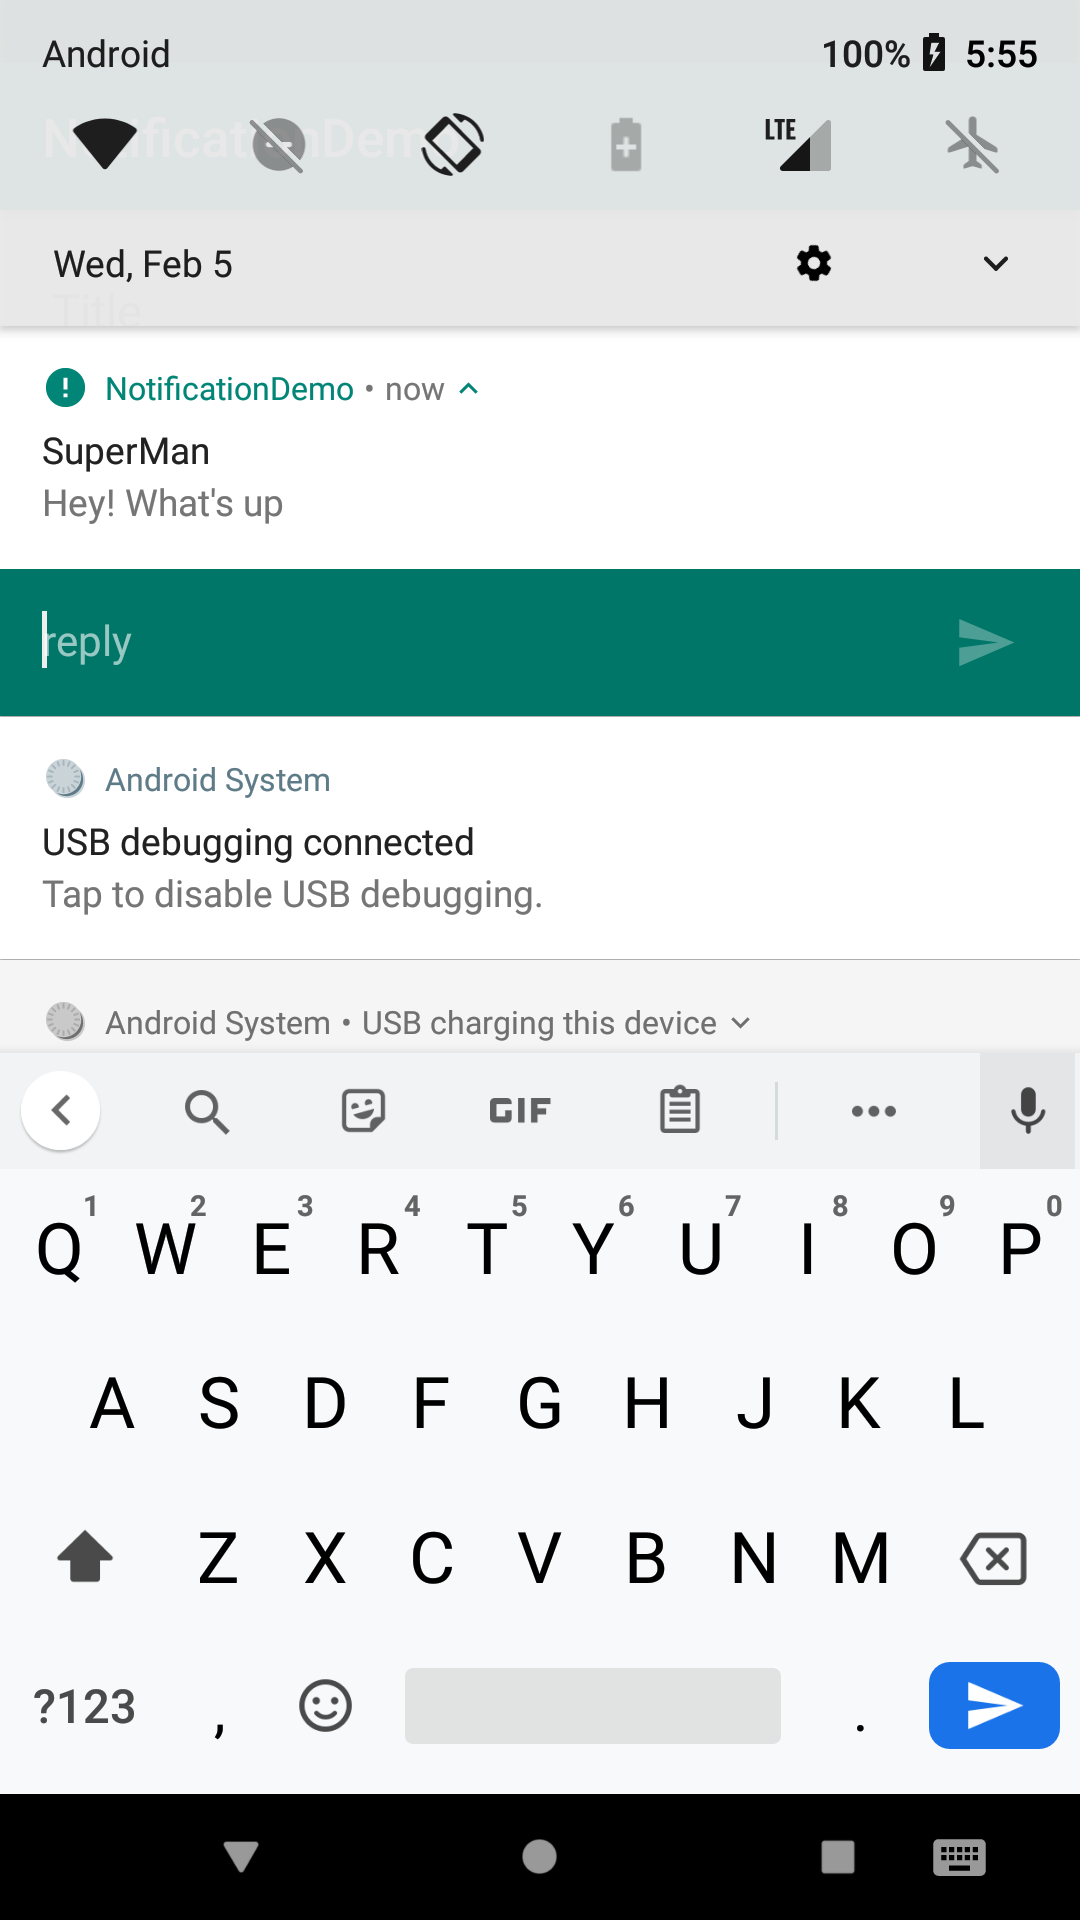 Android 100% 5:55
NotificationDemo
LTE
Wed, Feb 5
Title
NotificationDemo • now
SuperMan
Hey! What's up
reply
Android System
USB debugging connected
Tap to disable USB debugging.
Android System • USB charging this device
GIF
1 2 3 4 5 6 7 8 9 0
Q W E R T Y U I O P
A S D F G H J K L
Z X C V B N M
?123 , .